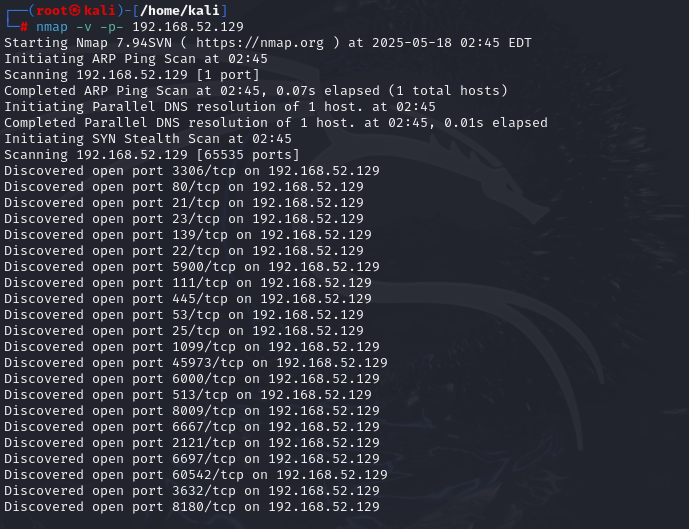 ┌──(root㉿kali)-[/home/kali]
└─# nmap -v -p- 192.168.52.129
Starting Nmap 7.94SVN ( https://nmap.org ) at 2025-05-18 02:45 EDT
Initiating ARP Ping Scan at 02:45
Scanning 192.168.52.129 [1 port]
Completed ARP Ping Scan at 02:45, 0.07s elapsed (1 total hosts)
Initiating Parallel DNS resolution of 1 host. at 02:45
Completed Parallel DNS resolution of 1 host. at 02:45, 0.01s elapsed
Initiating SYN Stealth Scan at 02:45
Scanning 192.168.52.129 [65535 ports]
Discovered open port 3306/tcp on 192.168.52.129
Discovered open port 80/tcp on 192.168.52.129
Discovered open port 21/tcp on 192.168.52.129
Discovered open port 23/tcp on 192.168.52.129
Discovered open port 139/tcp on 192.168.52.129
Discovered open port 22/tcp on 192.168.52.129
Discovered open port 5900/tcp on 192.168.52.129
Discovered open port 111/tcp on 192.168.52.129
Discovered open port 445/tcp on 192.168.52.129
Discovered open port 53/tcp on 192.168.52.129
Discovered open port 25/tcp on 192.168.52.129
Discovered open port 1099/tcp on 192.168.52.129
Discovered open port 45973/tcp on 192.168.52.129
Discovered open port 6000/tcp on 192.168.52.129
Discovered open port 513/tcp on 192.168.52.129
Discovered open port 8009/tcp on 192.168.52.129
Discovered open port 6667/tcp on 192.168.52.129
Discovered open port 2121/tcp on 192.168.52.129
Discovered open port 6697/tcp on 192.168.52.129
Discovered open port 60542/tcp on 192.168.52.129
Discovered open port 3632/tcp on 192.168.52.129
Discovered open port 8180/tcp on 192.168.52.129